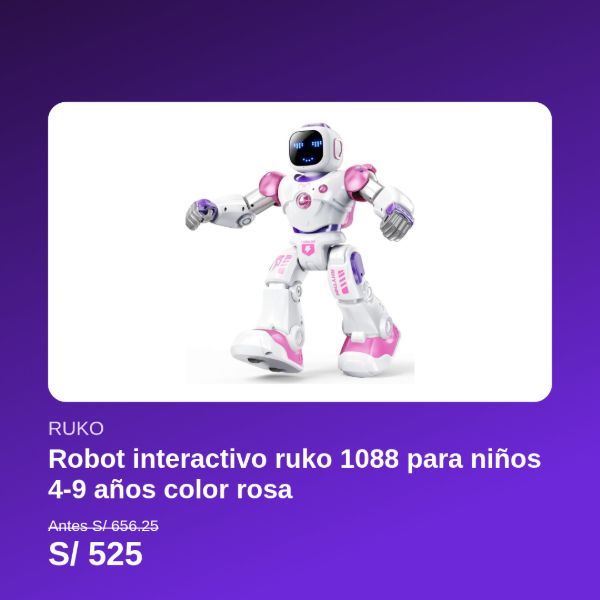 RUKO
Robot interactivo ruko 1088 para niños
4-9 años color rosa
Antes S/ 656.25
S/ 525